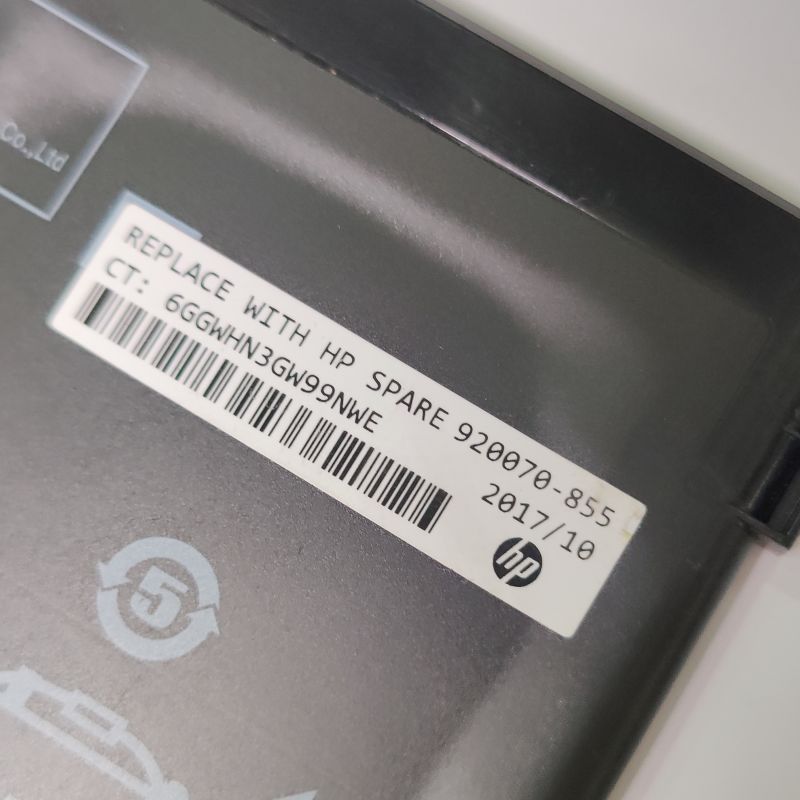 Co.,Ltd
REPLACE WITH HP SPARE 920070-855
CT: 6GGWHN3GW99NWE 2017/10
hp
5